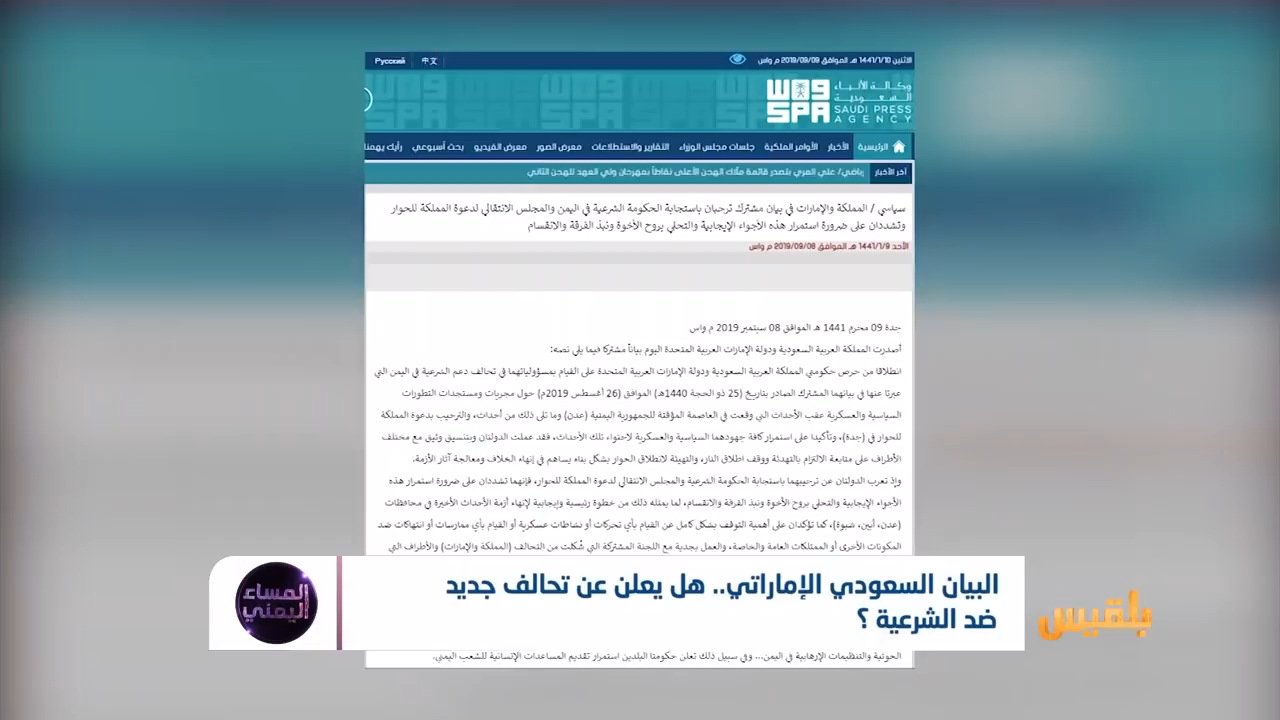 الاثنين 1441/1/10 هـ الموافق 2019/09/09 م واس
中文
Русский
وكالة الأنباء السعودية
SAUDI PRESS AGENCY
واس
SPA
الرئيسية الأخبار الأوامر الملكية جلسات مجلس الوزراء التقارير والاستطلاعات معرض الصور معرض الفيديو بحث أسبوعي رأيك يهمنا
آخر الأخبار رياضي/ علي المري يتصدر قائمة ملّاك الهجن الأعلى نقاطاً بمهرجان ولي العهد للهجن الثاني
سياسي / المملكة والإمارات في بيان مشترك ترحبان باستجابة الحكومة الشرعية في اليمن والمجلس الانتقالي لدعوة المملكة للحوار
وتشددان على ضرورة استمرار هذه الأجواء الإيجابية والتحلي بروح الأخوة ونبذ الفرقة والانقسام
الأحد 1441/1/9 هـ الموافق 2019/09/08 م واس
جدة 09 محرم 1441 هـ الموافق 08 سبتمبر 2019 م واس
أصدرت المملكة العربية السعودية ودولة الإمارات العربية المتحدة اليوم بياناً مشتركا فيما يلي نصه:
انطلاقا من حرص حكومتي المملكة العربية السعودية ودولة الإمارات العربية المتحدة على القيام بمسؤولياتهما في تحالف دعم الشرعية في اليمن التي
عبرتا عنها في بيانهما المشترك الصادر بتاريخ (25 ذو الحجة 1440هـ) الموافق (26 أغسطس 2019م) حول مجريات ومستجدات التطورات
السياسية والعسكرية عقب الأحداث التي وقعت في العاصمة المؤقتة للجمهورية اليمنية (عدن) وما تلى ذلك من أحداث، والترحيب بدعوة المملكة
للحوار في (جدة)، وتأكيدا على استمرار كافة جهودهما السياسية والعسكرية لاحتواء تلك الأحداث، فقد عملت الدولتان وبتنسيق وثيق مع مختلف
الأطراف على متابعة الالتزام بالتهدئة ووقف اطلاق النار، والتهيئة لانطلاق الحوار بشكل بناء يساهم في إنهاء الخلاف ومعالجة آثار الأزمة.
وإذ تعرب الدولتان عن ترحيبهما باستجابة الحكومة الشرعية والمجلس الانتقالي لدعوة المملكة للحوار، فإنهما تشددان على ضرورة استمرار هذه
الأجواء الإيجابية والتحلي بروح الأخوة ونبذ الفرقة والانقسام، لما يمثله ذلك من خطوة رئيسية وإيجابية لإنهاء أزمة الأحداث الأخيرة في محافظات
(عدن، أبين، شبوة)، كما تؤكدان على أهمية التوقف بشكل كامل عن القيام بأي تحركات أو نشاطات عسكرية أو القيام بأي ممارسات أو انتهاكات ضد
المكونات الأخرى أو الممتلكات العامة والخاصة، والعمل بجدية مع اللجنة المشتركة التي شُكلت من التحالف (المملكة والإمارات) والأطراف التي
البيان السعودي الإماراتي.. هل يعلن عن تحالف جديد
ضد الشرعية ؟
المساء
اليمني
بلقيس
الحوثية والتنظيمات الإرهابية في اليمن... وفي سبيل ذلك تعلن حكومتا البلدين استمرار تقديم المساعدات الإنسانية للشعب اليمني.